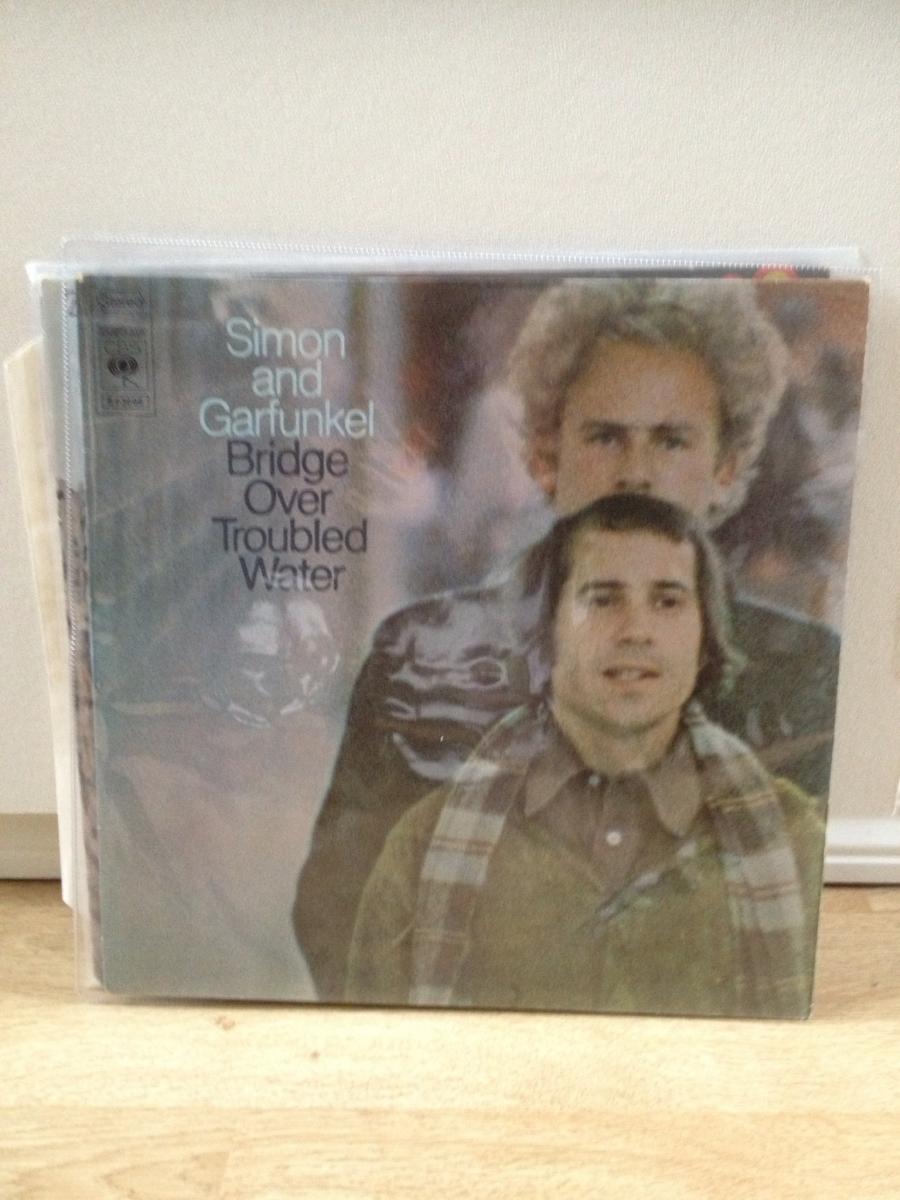 Simon
and
Garfunkel
Bridge
Over
Troubled
Water